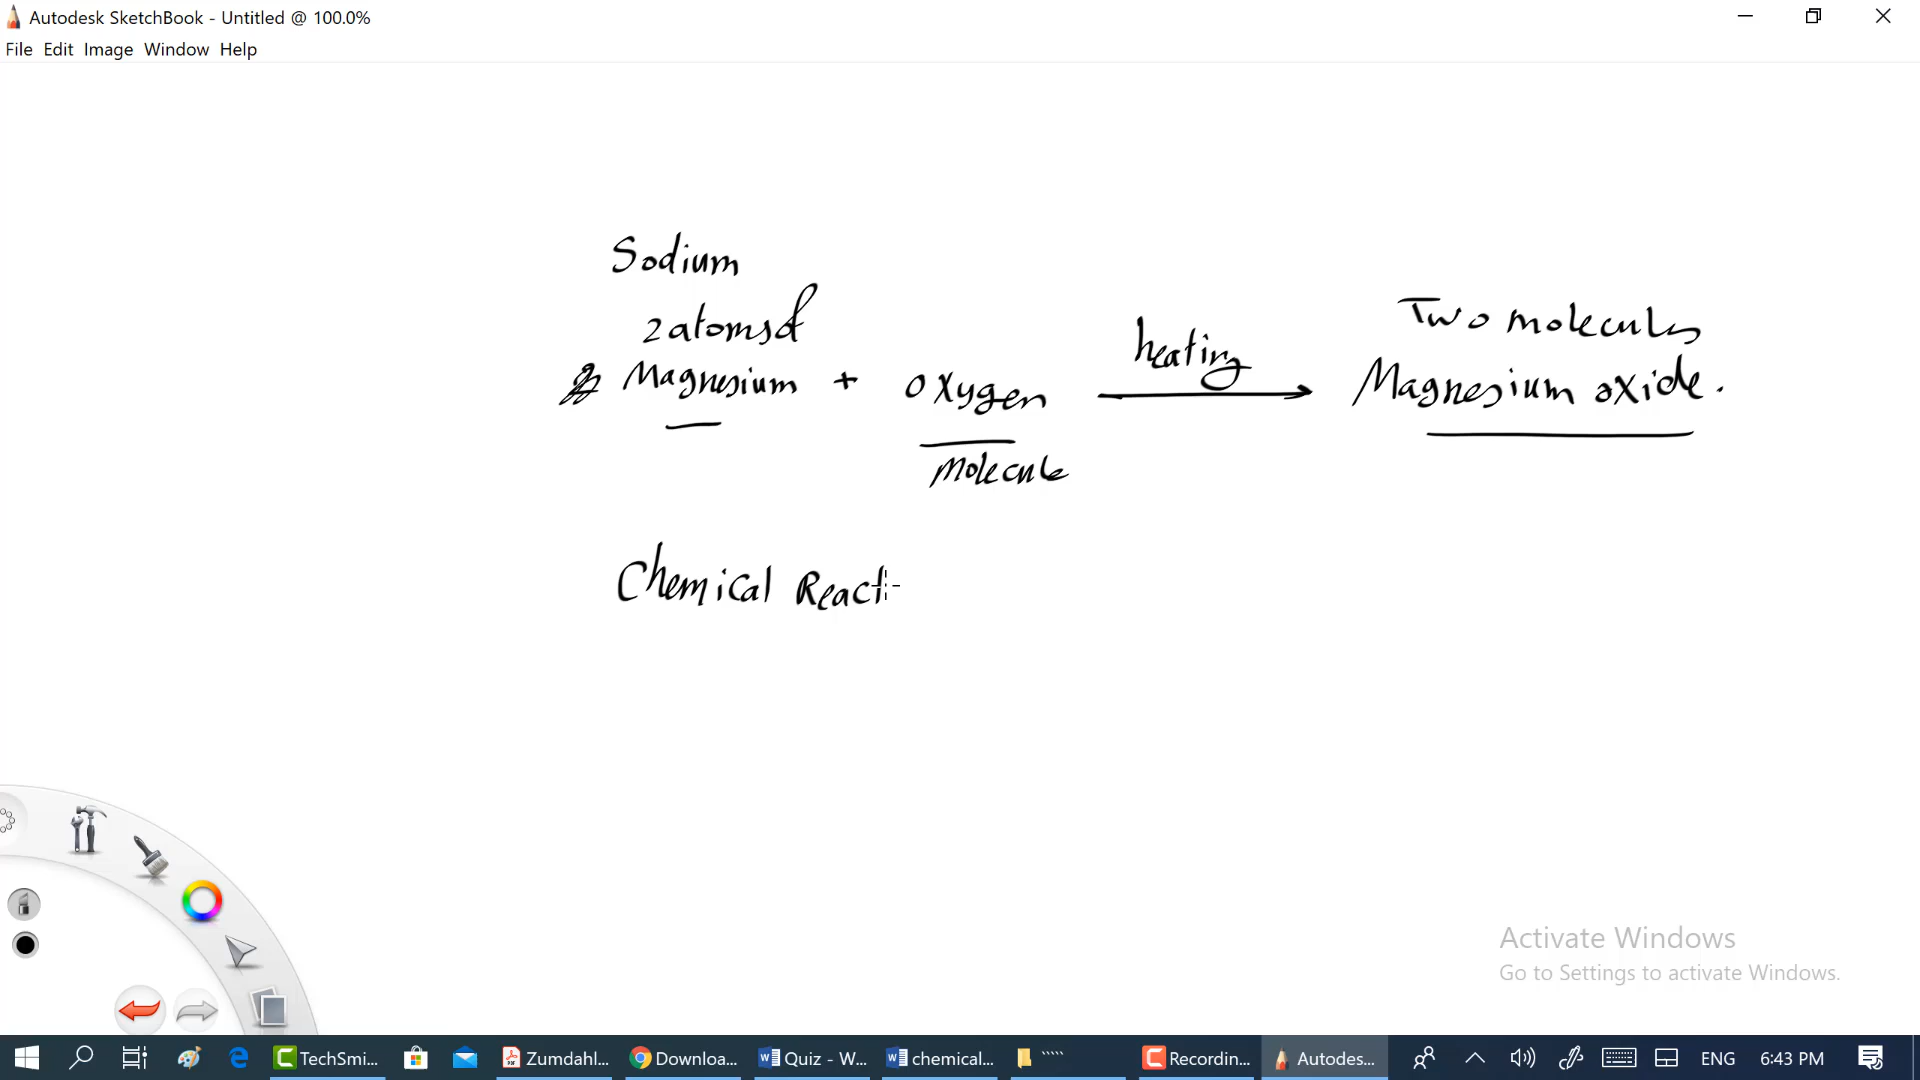 Autodesk SketchBook - Untitled @ 100.0%
File Edit Image Window Help
Sodium
2 atoms of
Magnesium + oxygen heating Two molecules
Magnesium oxide.
molecule
Chemical React
Activate Windows
Go to Settings to activate Windows.
TechSmi... Zumdahl... Downloa... Quiz - W... chemical... ````` Recordin... Autodes... ENG 6:43 PM